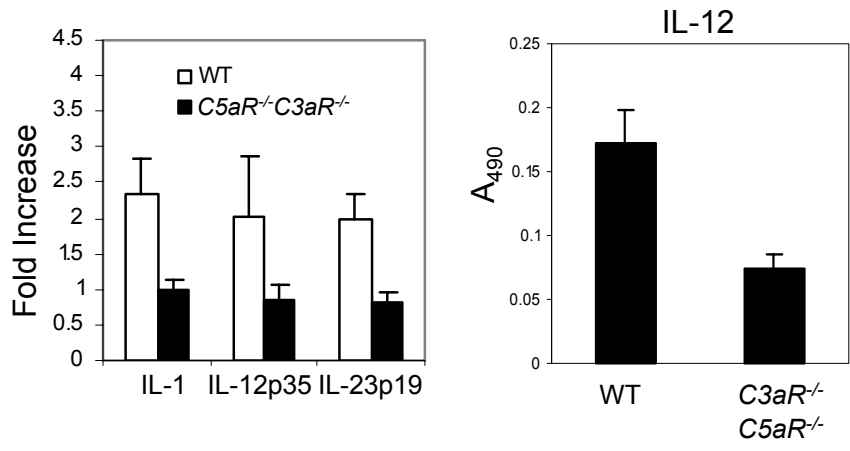 4.5
4
3.5
3
2.5
2
1.5
1
0.5
0
Fold Increase
WT
C5aR-/-C3aR-/-
IL-1 IL-12p35 IL-23p19
IL-12
0.25
0.2
0.15
0.1
0.05
0
A490
WT
C3aR-/-
C5aR-/-